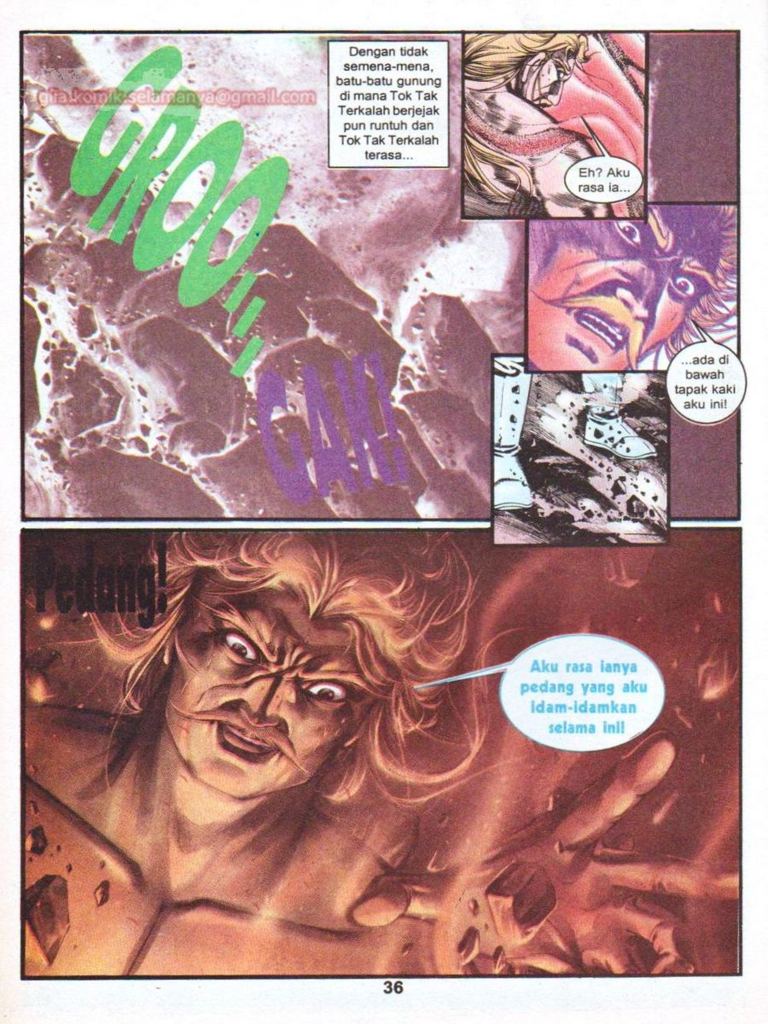 gila.komik.selamanya@gmail.com
GROO...
GAK!
Dengan tidak
semena-mena,
batu-batu gunung
di mana Tok Tak
Terkalah berjejak
pun runtuh dan
Tok Tak Terkalah
terasa...
Eh? Aku
rasa ia...
...ada di
bawah
tapak kaki
aku ini!
Pedang!
Aku rasa ianya
pedang yang aku
idam-idamkan
selama ini!
36